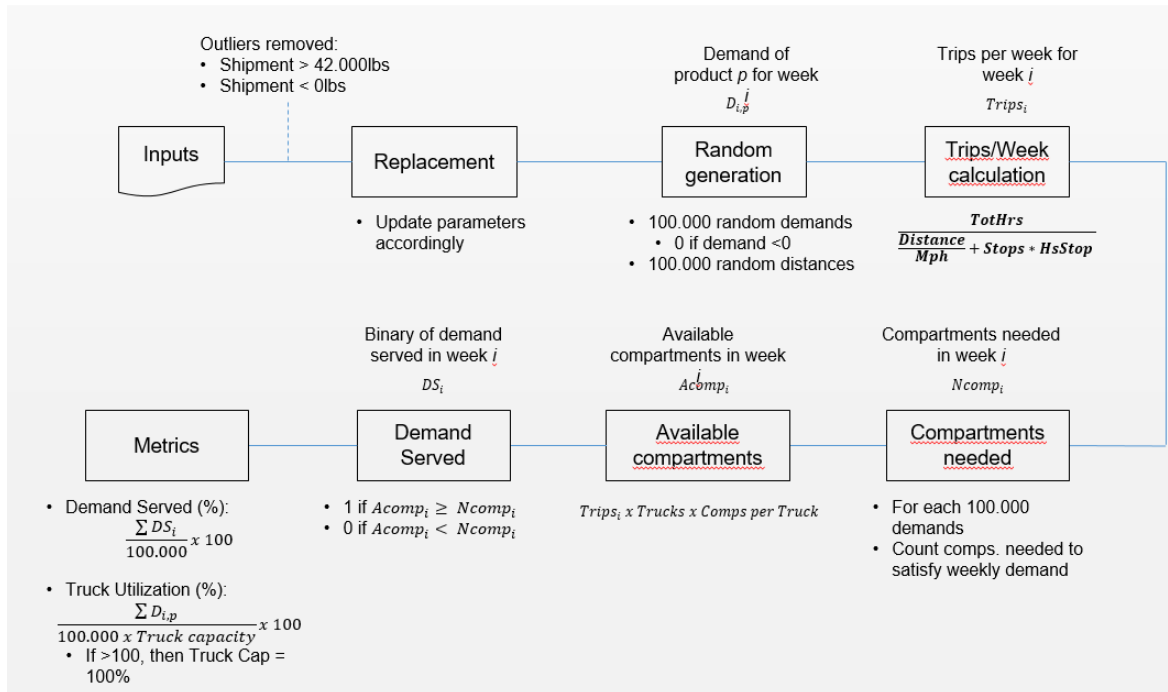 Outliers removed:
• Shipment > 42.000lbs
• Shipment < 0lbs
Inputs
Replacement
• Update parameters
accordingly
Demand of
product p for week
i
D_{i,p}
Random
generation
• 100.000 random demands
• 0 if demand <0
• 100.000 random distances
Trips per week for
week i
Trips_i
Trips/Week
calculation
TotHrs
Distance
Mph
+ Stops * HsStop
Compartments needed
in week i
Ncomp_i
Compartments
needed
• For each 100.000
demands
• Count comps. needed to
satisfy weekly demand
Available
compartments in week
i
Acomp_i
Available
compartments
Trips_i x Trucks x Comps per Truck
Binary of demand
served in week i
DS_i
Demand
Served
• 1 if Acomp_i ≥ Ncomp_i
• 0 if Acomp_i < Ncomp_i
Metrics
• Demand Served (%):
∑ DS_i
100.000
x 100
• Truck Utilization (%):
∑ D_{i,p}
100.000 x Truck capacity
x 100
• If >100, then Truck Cap =
100%